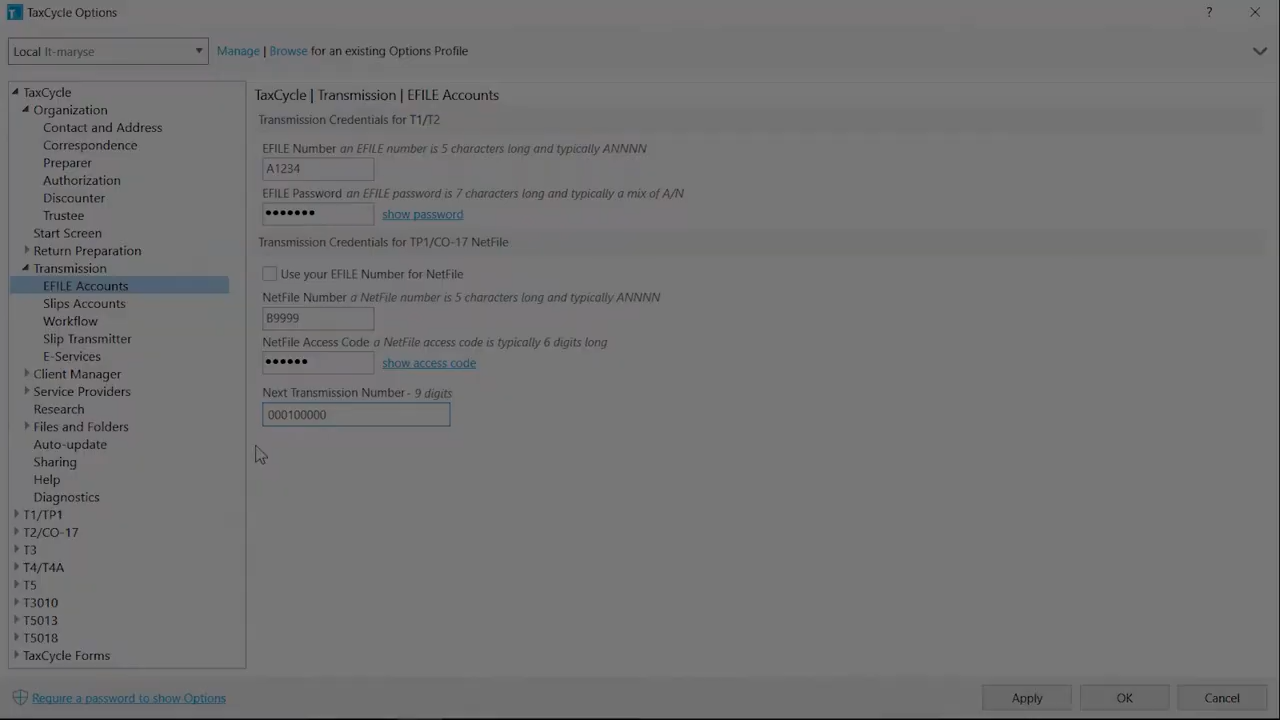 TaxCycle Options
?
Local lt-maryse
Manage | Browse for an existing Options Profile
TaxCycle
Organization
Contact and Address
Correspondence
Preparer
Authorization
Discounter
Trustee
Start Screen
Return Preparation
Transmission
EFILE Accounts
Slips Accounts
Workflow
Slip Transmitter
E-Services
Client Manager
Service Providers
Research
Files and Folders
Auto-update
Sharing
Help
Diagnostics
T1/TP1
T2/CO-17
T3
T4/T4A
T5
T3010
T5013
T5018
TaxCycle Forms
TaxCycle | Transmission | EFILE Accounts
Transmission Credentials for T1/T2
EFILE Number an EFILE number is 5 characters long and typically ANNNN
A1234
EFILE Password an EFILE password is 7 characters long and typically a mix of A/N
••••••• show password
Transmission Credentials for TP1/CO-17 NetFile
Use your EFILE Number for NetFile
NetFile Number a NetFile number is 5 characters long and typically ANNNN
B9999
NetFile Access Code a NetFile access code is typically 6 digits long
•••••• show access code
Next Transmission Number - 9 digits
000100000
Require a password to show Options
Apply
OK
Cancel